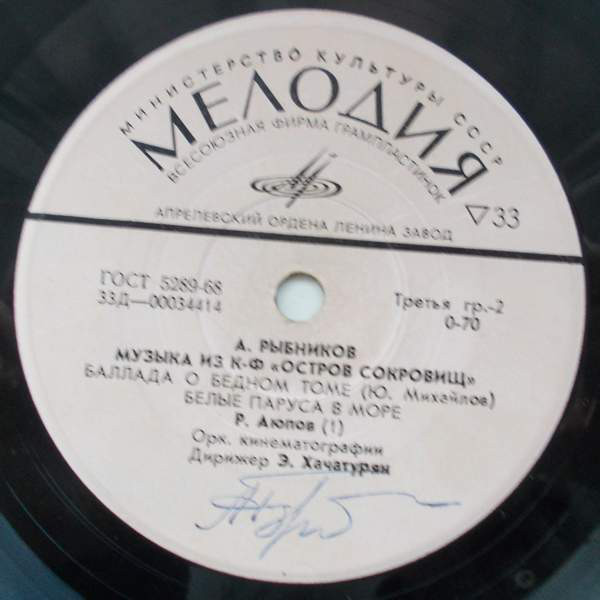 МИНИСТЕРСТВО КУЛЬТУРЫ СССР
МЕЛОДИЯ
ВСЕСОЮЗНАЯ ФИРМА ГРАМПЛАСТИНОК
▽33
АПРЕЛЕВСКИЙ ОРДЕНА ЛЕНИНА ЗАВОД
ГОСТ 5289-68
33Д—00034414
Третья гр.-2
0-70
А. РЫБНИКОВ
МУЗЫКА ИЗ К-Ф «ОСТРОВ СОКРОВИЩ»
БАЛЛАДА О БЕДНОМ ТОМЕ (Ю. Михайлов)
БЕЛЫЕ ПАРУСА В МОРЕ
Р. Аюпов (1)
Орк. кинематографии
Дирижер Э. Хачатурян